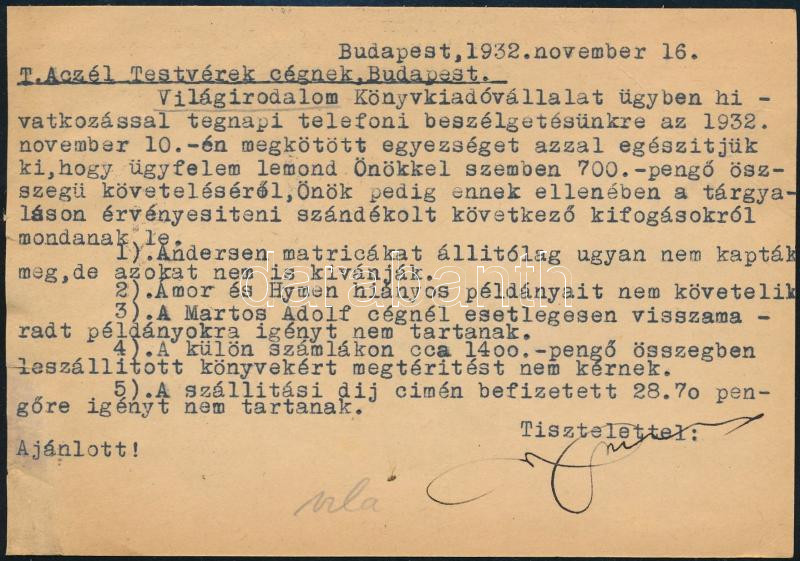 Budapest,1932.november 16.
T.Aczél Testvérek cégnek,Budapest.
Világirodalom Könyvkiadóvállalat ügyben hi -
vatkozással tegnapi telefoni beszélgetésünkre az 1932.
november 10.-én megkötött egyezséget azzal egészitjük
ki,hogy ügyfelem lemond Önökkel szemben 700.-pengő ösz-
szegü követeléséről,Önök pedig ennek ellenében a tárgya-
láson érvényesiteni szándékolt következő kifogásokról
mondanak le.
1).Andersen matricákat állitólag ugyan nem kapták
meg,de azokat nem is kivánják.
2).Amor és Hymen hiányos példányait nem követelik
3).A Martos Adolf cégnél esetlegesen visszama -
radt példányokra igényt nem tartanak.
4).A külön számlákon cca 14oo.-pengő összegben
leszállitott könyvekért megtéritést nem kérnek.
5).A szállitási dij cimén befizetett 28.7o pen-
gőre igényt nem tartanak.
Tisztelettel:
Ajánlott!
vila
darabanth